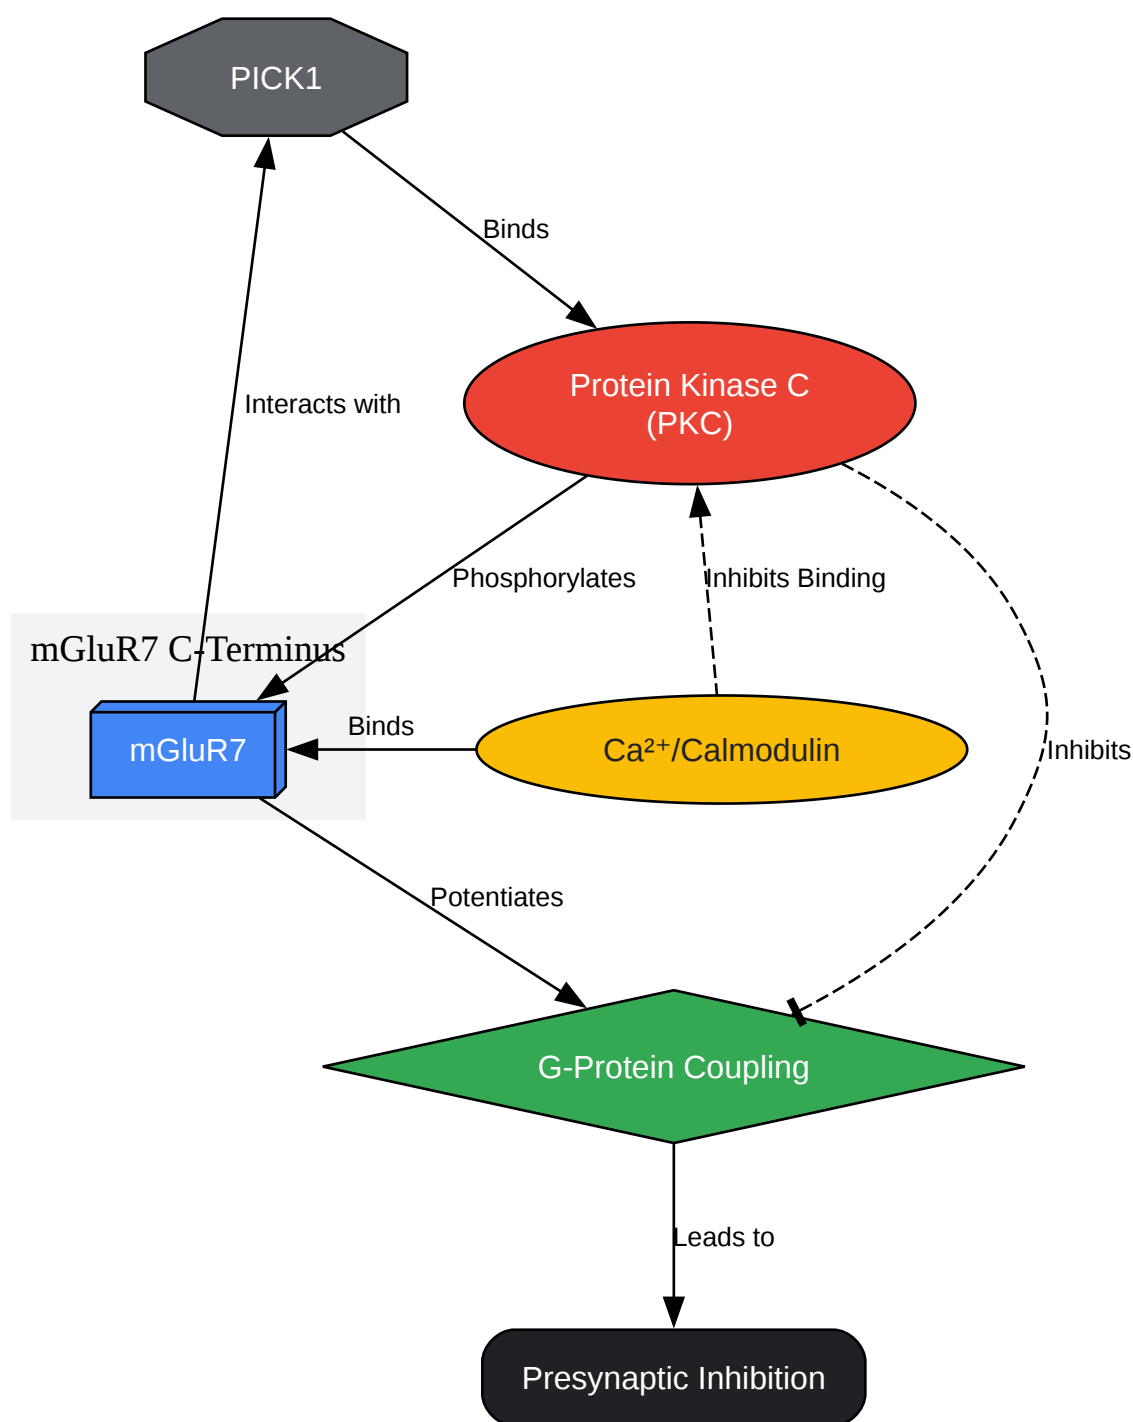 PICK1
Binds
Protein Kinase C
(PKC)
Interacts with
Phosphorylates
Inhibits Binding
mGluR7 C-Terminus
mGluR7
Binds
Ca²⁺/Calmodulin
Inhibits
Potentiates
G-Protein Coupling
Leads to
Presynaptic Inhibition